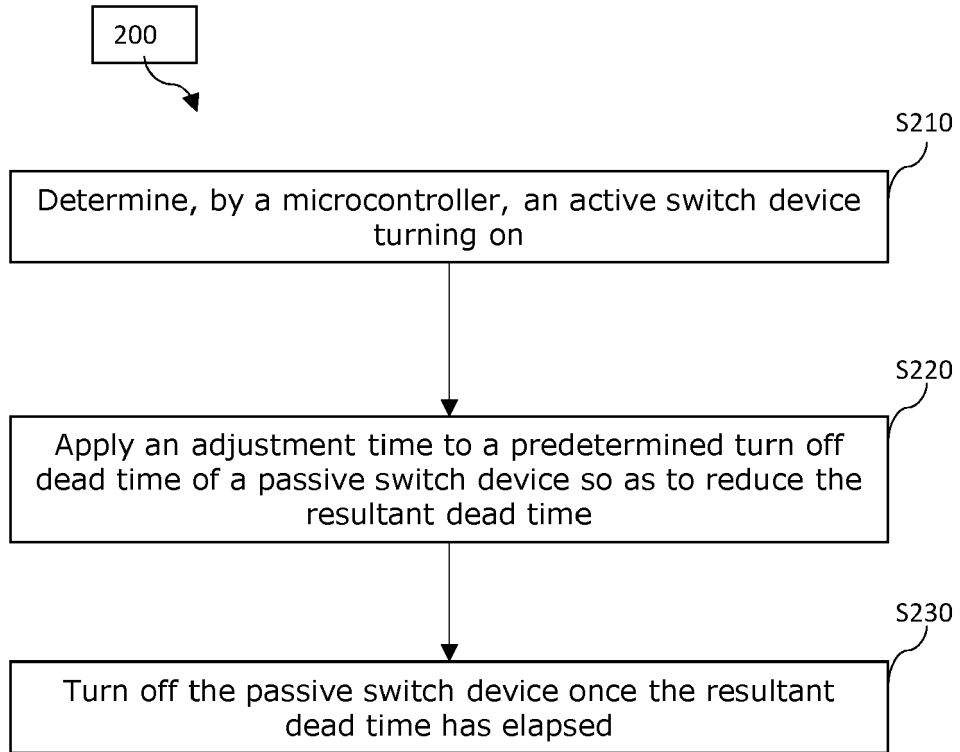 200
S210
Determine, by a microcontroller, an active switch device
turning on
S220
Apply an adjustment time to a predetermined turn off
dead time of a passive switch device so as to reduce the
resultant dead time
S230
Turn off the passive switch device once the resultant
dead time has elapsed